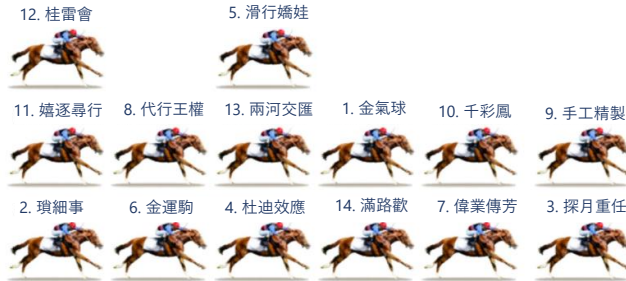 12. 桂雷會
5. 滑行嬌娃
11. 嬉逐尋行
8. 代行王權
13. 兩河交匯
1. 金氣球
10. 千彩鳳
9. 手工精製
2. 瑣細事
6. 金運駒
4. 杜迪效應
14. 滿路歡
7. 偉業傳芳
3. 探月重任